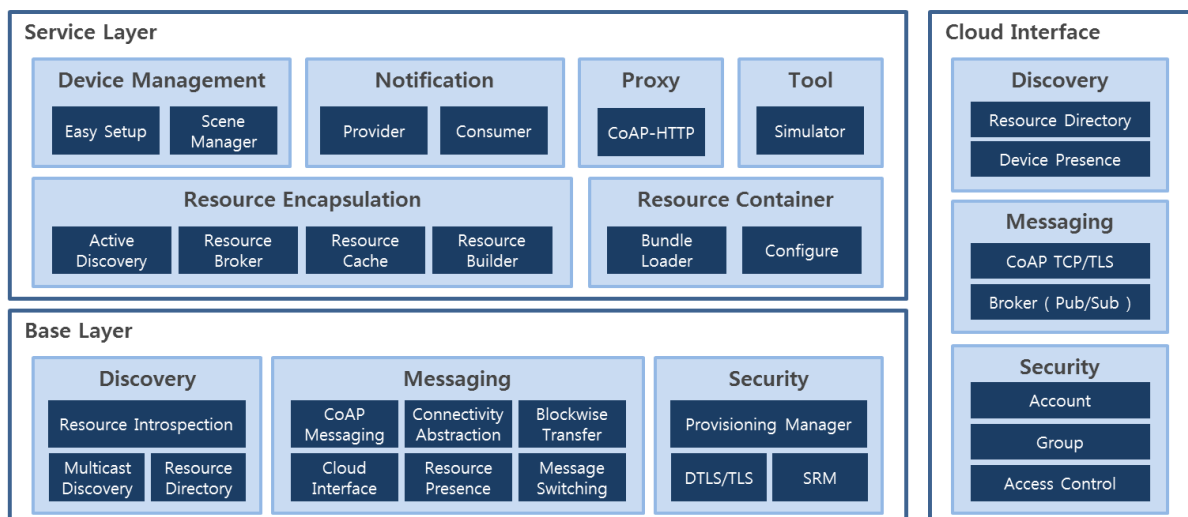 Service Layer
Device Management
Easy Setup
Scene
Manager
Notification
Provider
Consumer
Proxy
CoAP-HTTP
Tool
Simulator
Resource Encapsulation
Active
Discovery
Resource
Broker
Resource
Cache
Resource
Builder
Resource Container
Bundle
Loader
Configure
Base Layer
Discovery
Resource Introspection
Multicast
Discovery
Resource
Directory
Messaging
CoAP
Messaging
Connectivity
Abstraction
Blockwise
Transfer
Cloud
Interface
Resource
Presence
Message
Switching
Security
Provisioning Manager
DTLS/TLS
SRM
Cloud Interface
Discovery
Resource Directory
Device Presence
Messaging
CoAP TCP/TLS
Broker ( Pub/Sub )
Security
Account
Group
Access Control